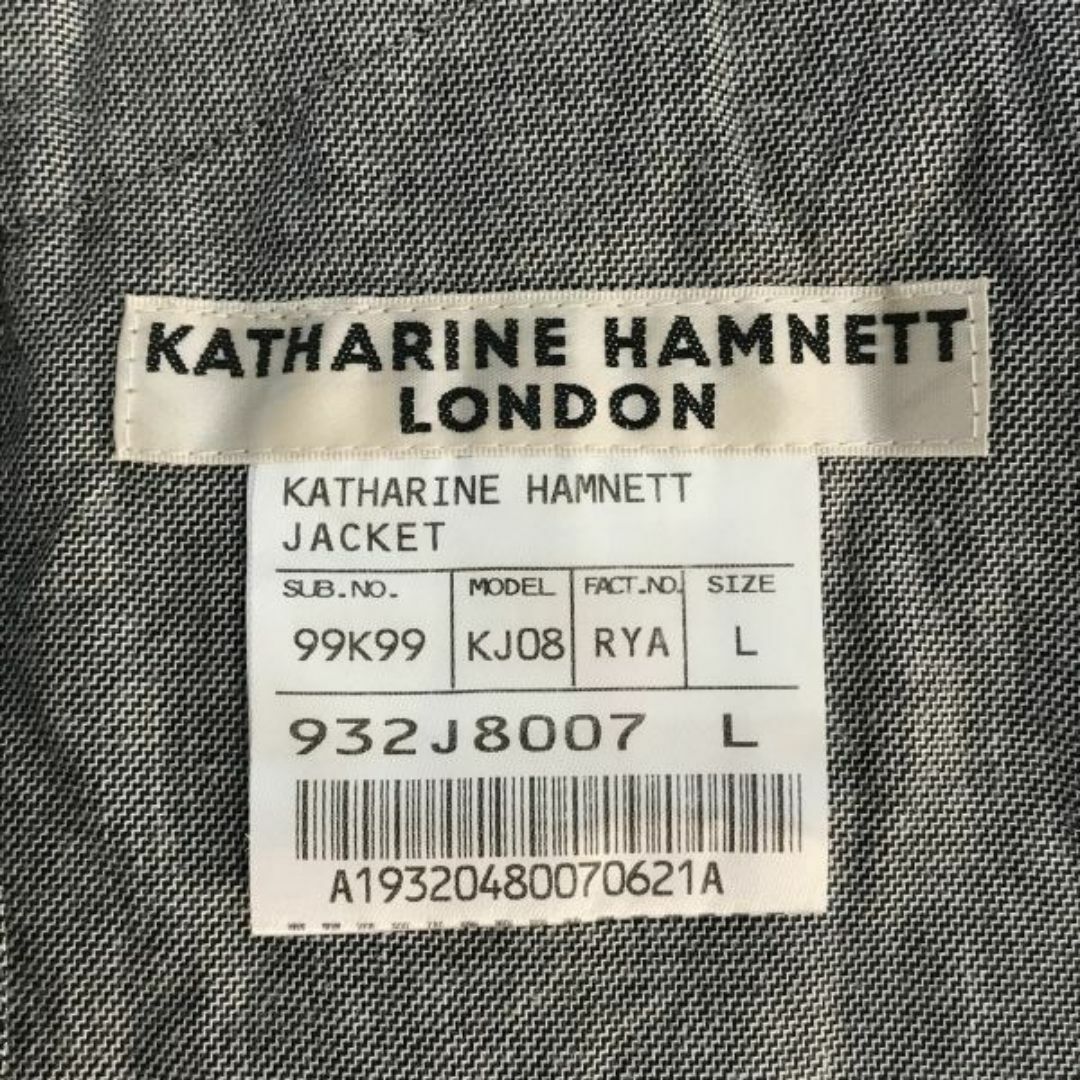 KATHARINE HAMNETT
LONDON
KATHARINE HAMNETT
JACKET
SUB.NO. MODEL FACT.NO. SIZE
99K99 KJ08 RYA L
932J8007 L
A19320480070621A